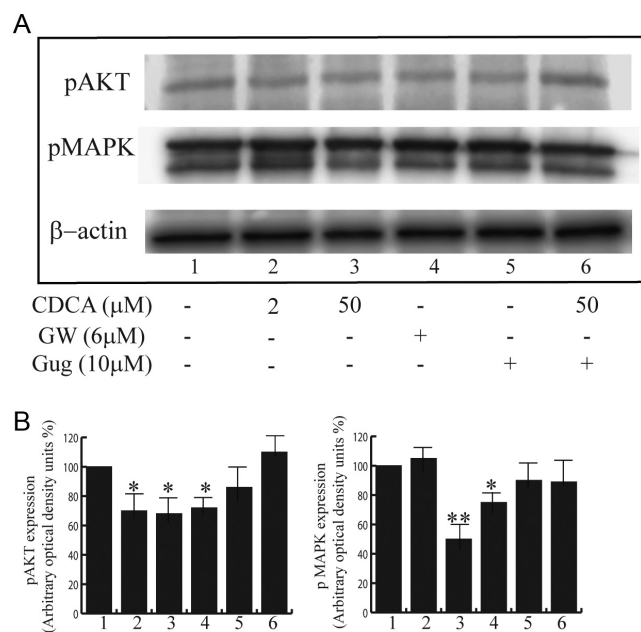 A
pAKT
pMAPK
β–actin
1 2 3 4 5 6
CDCA (μM) - 2 50 - - 50
GW (6μM) - - - + - -
Gug (10μM) - - - - + +
B
pAKT expression
(Arbitrary optical density units %)
120
100
80
60
40
20
0
* * *
1 2 3 4 5 6
p MAPK expression
(Arbitrary optical density units %)
120
100
80
60
40
20
0
** *
1 2 3 4 5 6